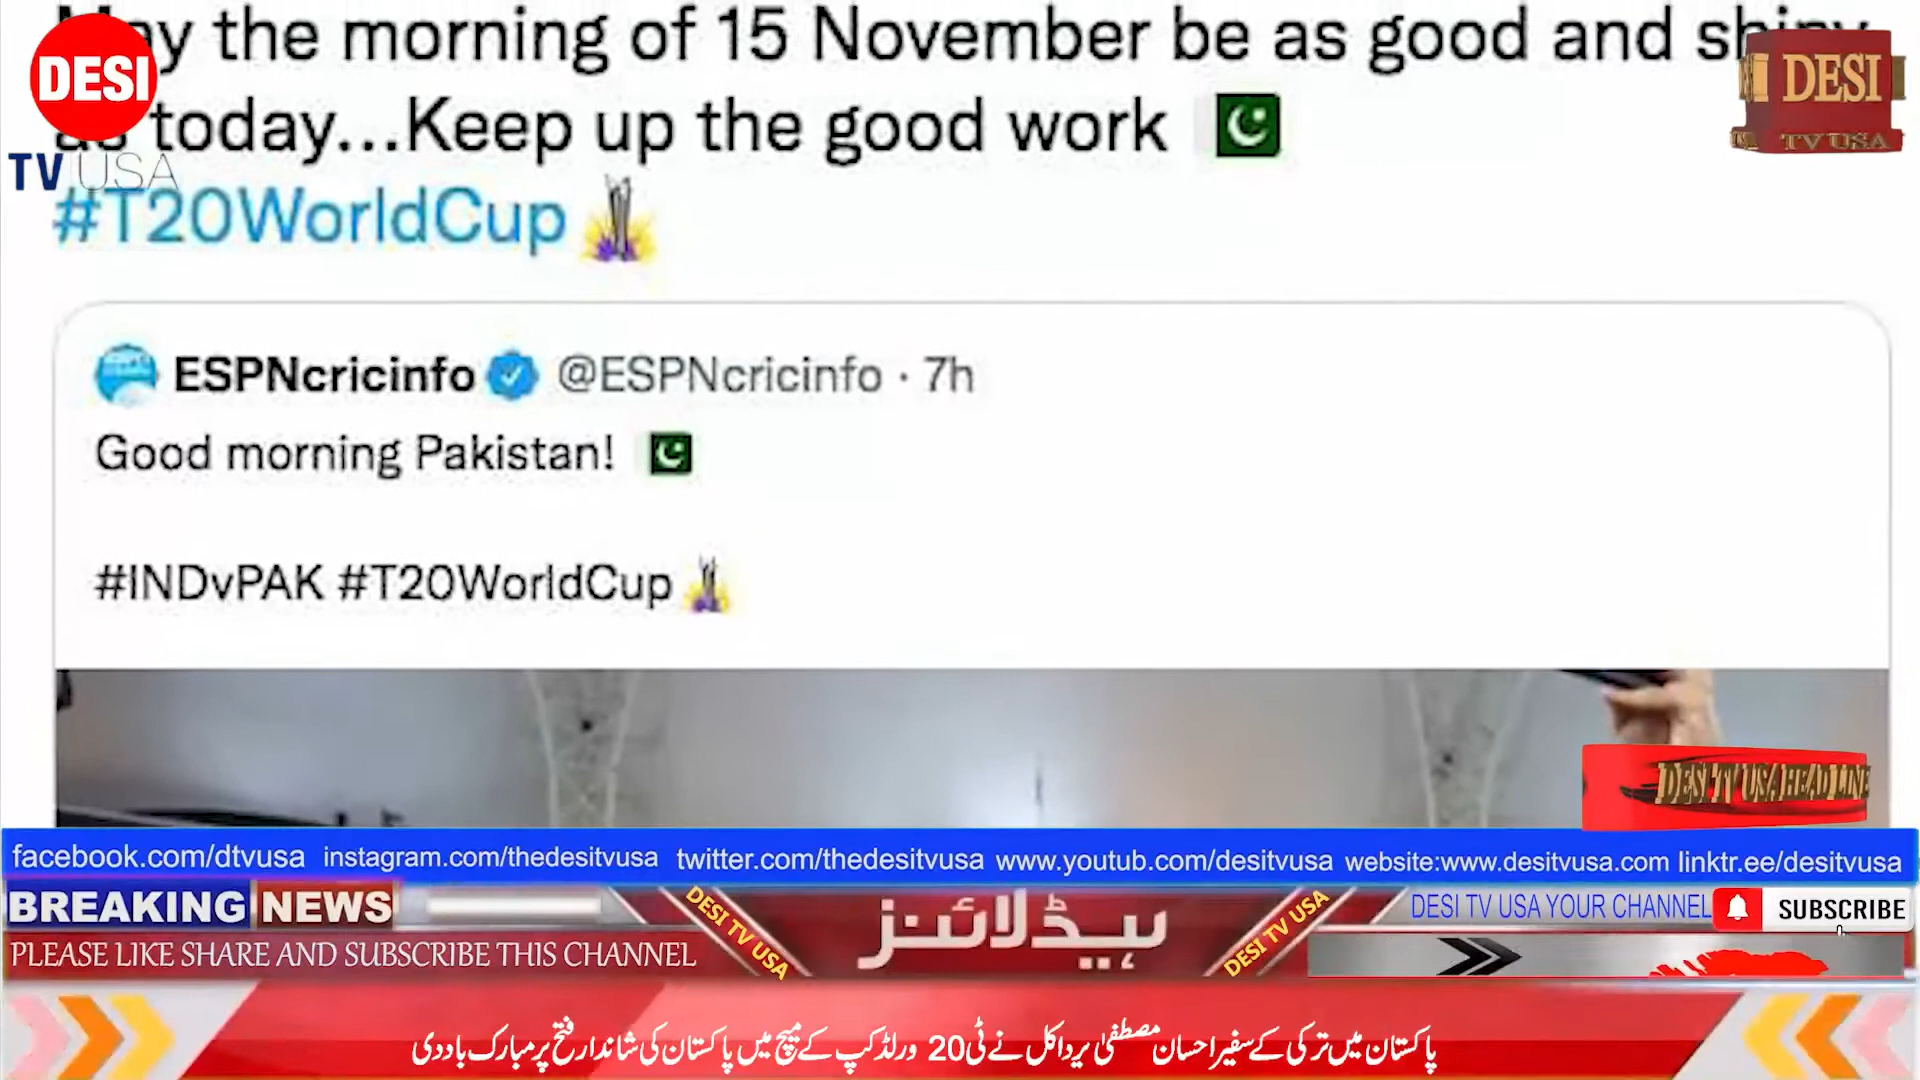 May the morning of 15 November be as good and shiny
as today...Keep up the good work
#T20WorldCup
DESI
TV USA
DESI
TV USA
ESPNcricinfo @ESPNcricinfo · 7h
Good morning Pakistan!
#INDvPAK #T20WorldCup
DESI TV USA HEAD LINE
facebook.com/dtvusa instagram.com/thedesitvusa twitter.com/thedesitvusa www.youtub.com/desitvusa website:www.desitvusa.com linktr.ee/desitvusa
BREAKING NEWS
DESI TV USA
ہیڈلائنز
DESI TV USA
DESI TV USA YOUR CHANNEL
SUBSCRIBE
PLEASE LIKE SHARE AND SUBSCRIBE THIS CHANNEL
پاکستان میں ترکی کے سفیر احسان مصطفیٰ یرداکل نے ٹی 20 ورلڈ کپ کے میچ میں پاکستان کی شاندار فتح پر مبارک باد دی